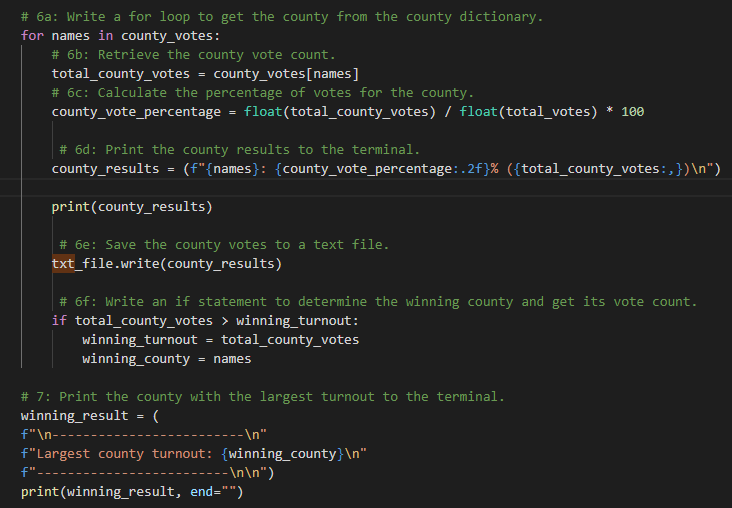 # 6a: Write a for loop to get the county from the county dictionary.
for names in county_votes:
    # 6b: Retrieve the county vote count.
    total_county_votes = county_votes[names]
    # 6c: Calculate the percentage of votes for the county.
    county_vote_percentage = float(total_county_votes) / float(total_votes) * 100

     # 6d: Print the county results to the terminal.
    county_results = (f"{names}: {county_vote_percentage:.2f}% ({total_county_votes:,})\n")

    print(county_results)

     # 6e: Save the county votes to a text file.
    txt_file.write(county_results)

     # 6f: Write an if statement to determine the winning county and get its vote count.
    if total_county_votes > winning_turnout:
        winning_turnout = total_county_votes
        winning_county = names

# 7: Print the county with the largest turnout to the terminal.
winning_result = (
f"\n-------------------------\n"
f"Largest county turnout: {winning_county}\n"
f"-------------------------\n\n")
print(winning_result, end="")